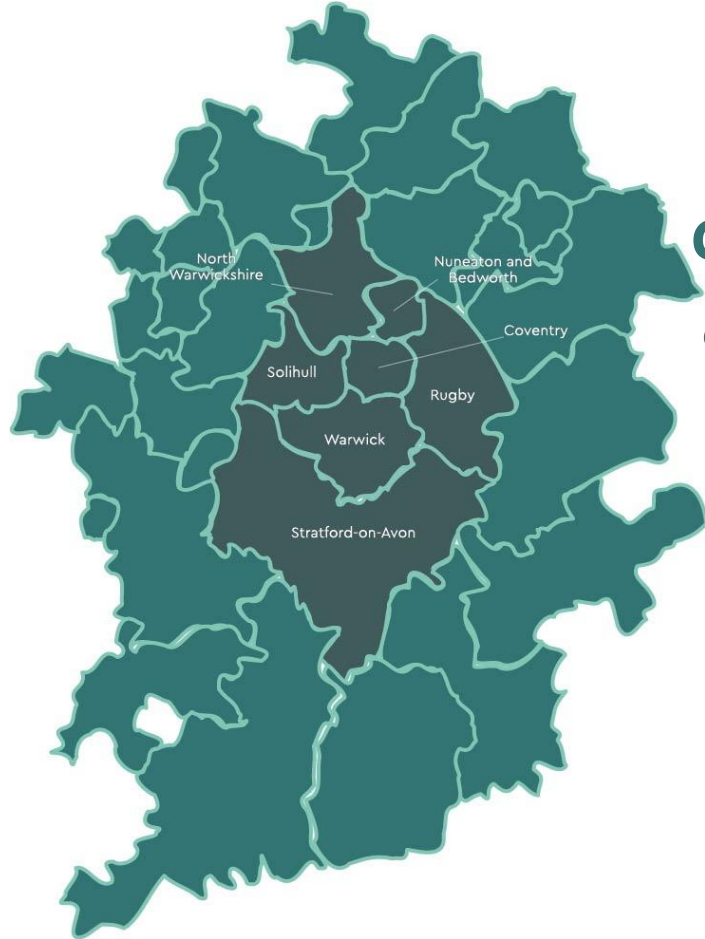 North
Warwickshire
Nuneaton and
Bedworth
Coventry
Solihull
Rugby
Warwick
Stratford-on-Avon